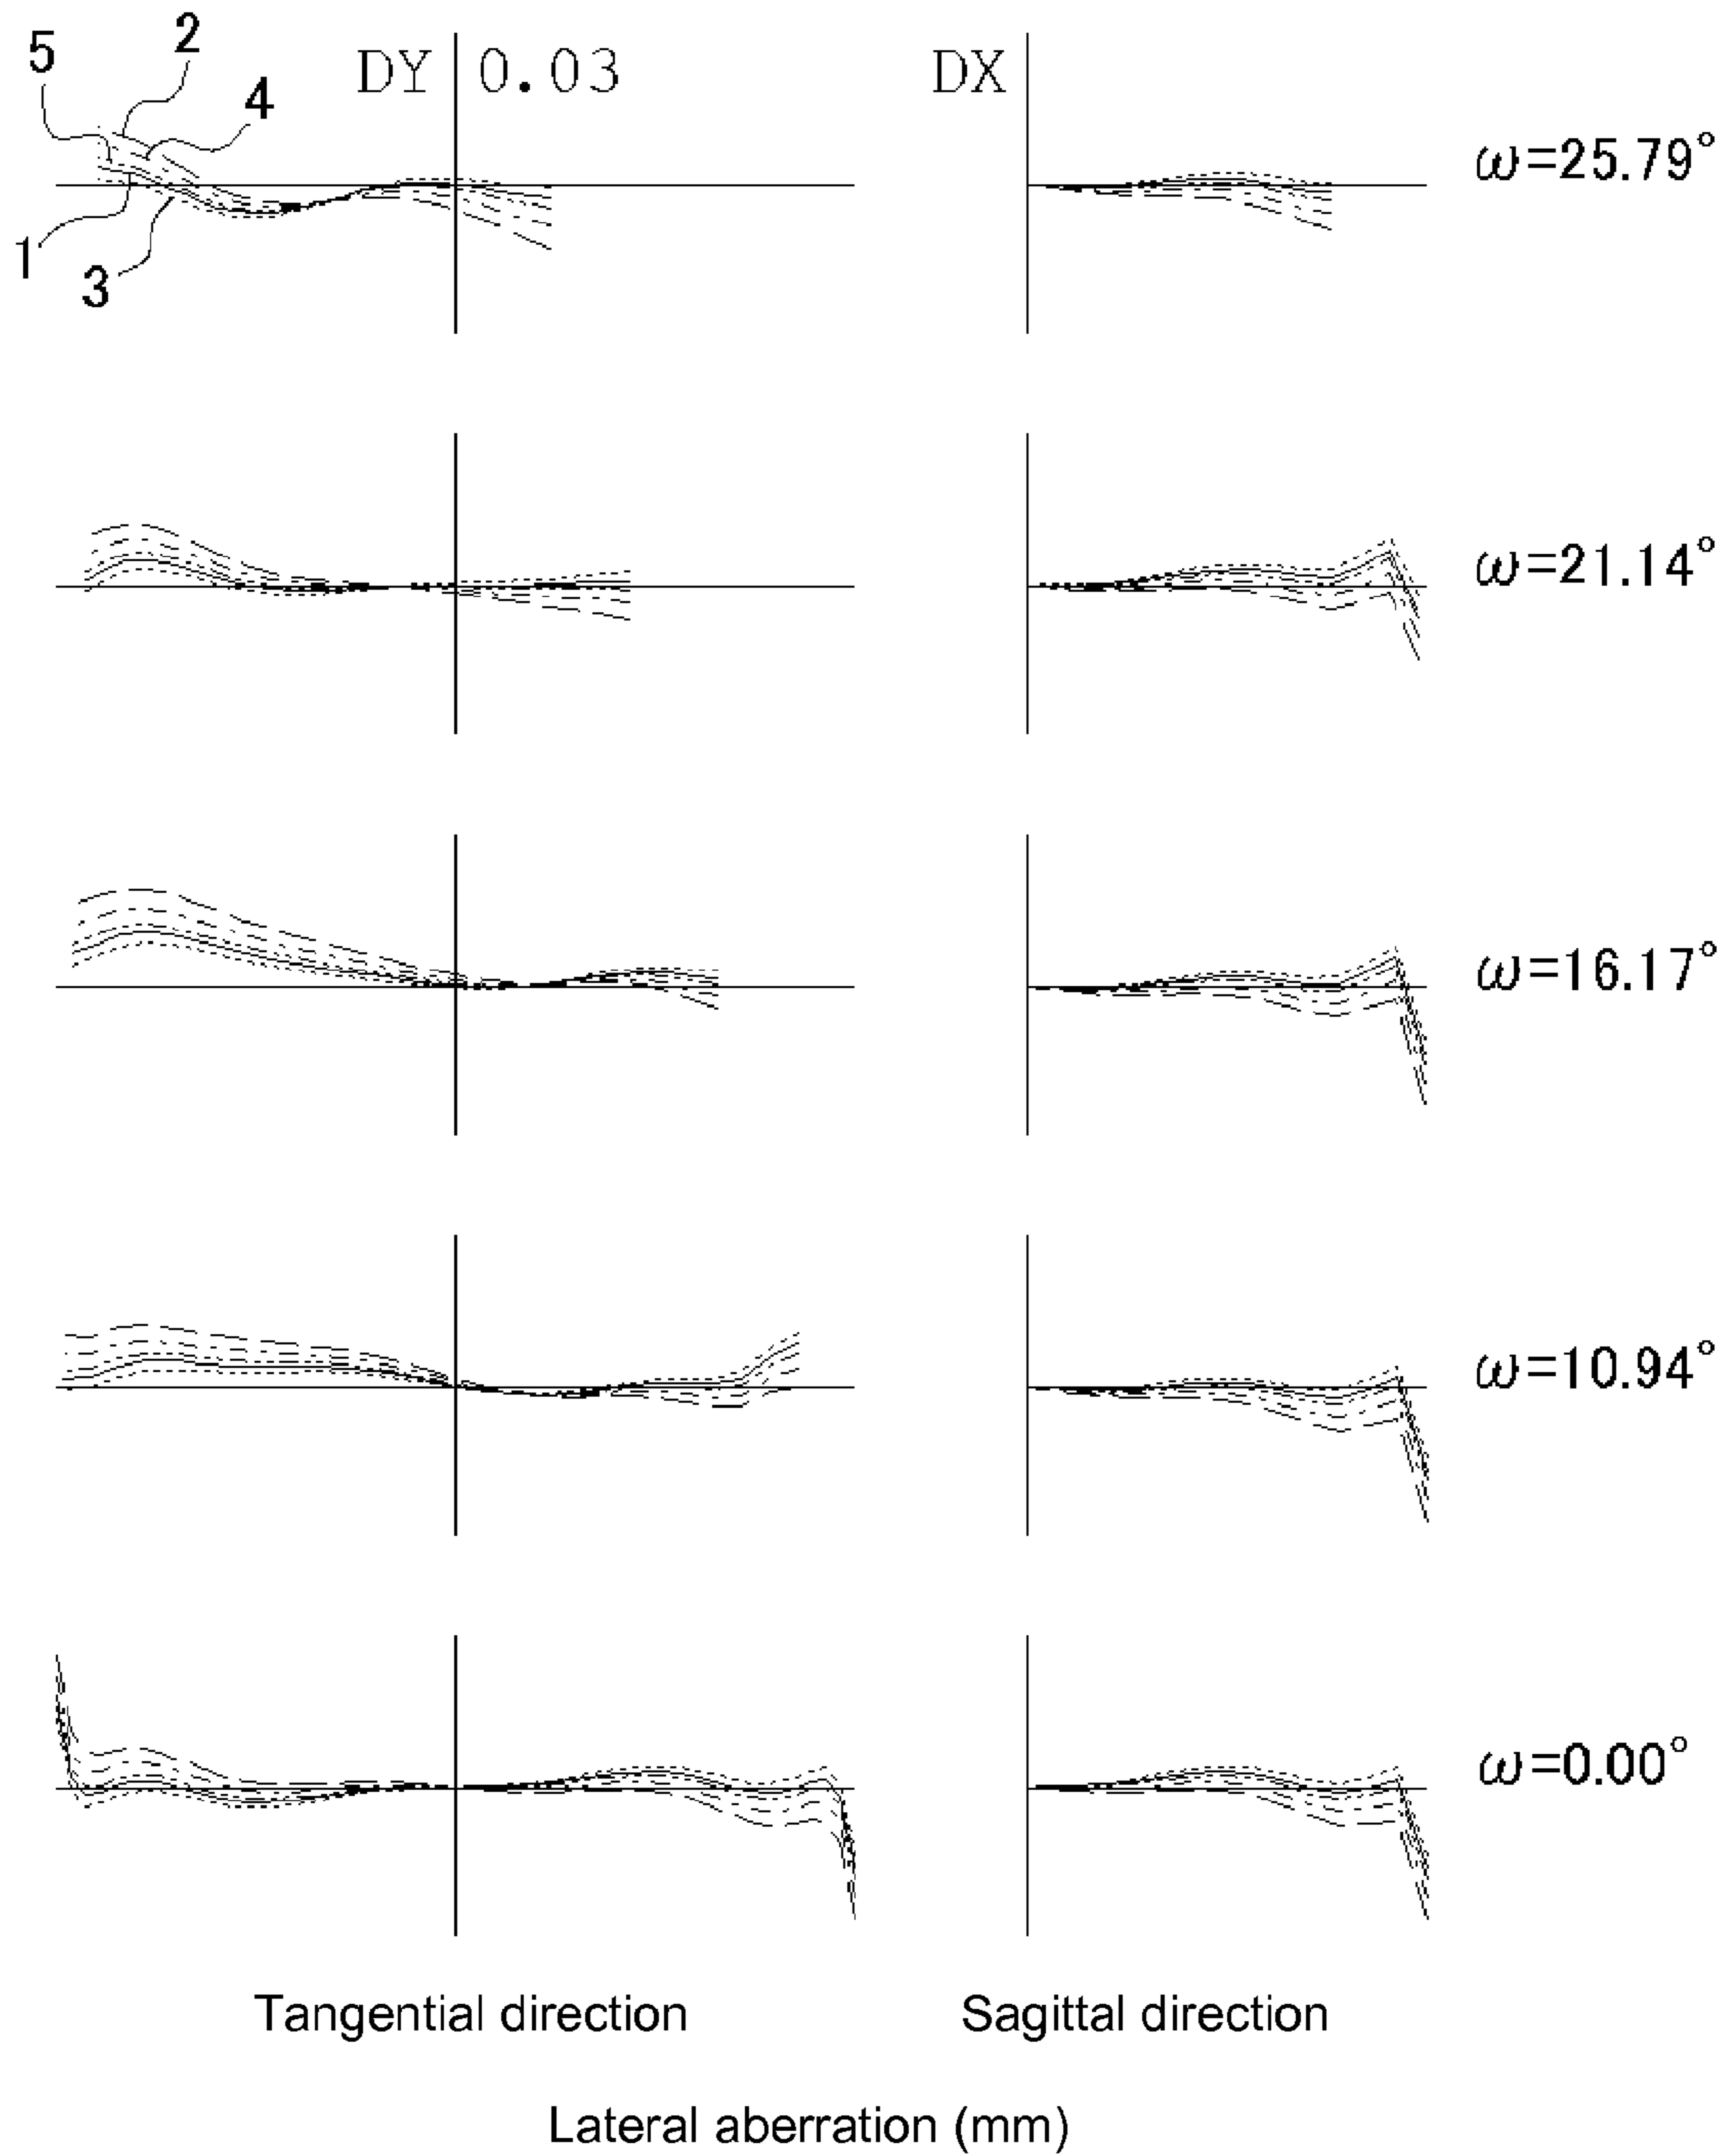 5 2 4 DY 0.03 DX
1 3 ω=25.79°
ω=21.14°
ω=16.17°
ω=10.94°
ω=0.00°
Tangential direction Sagittal direction
Lateral aberration (mm)